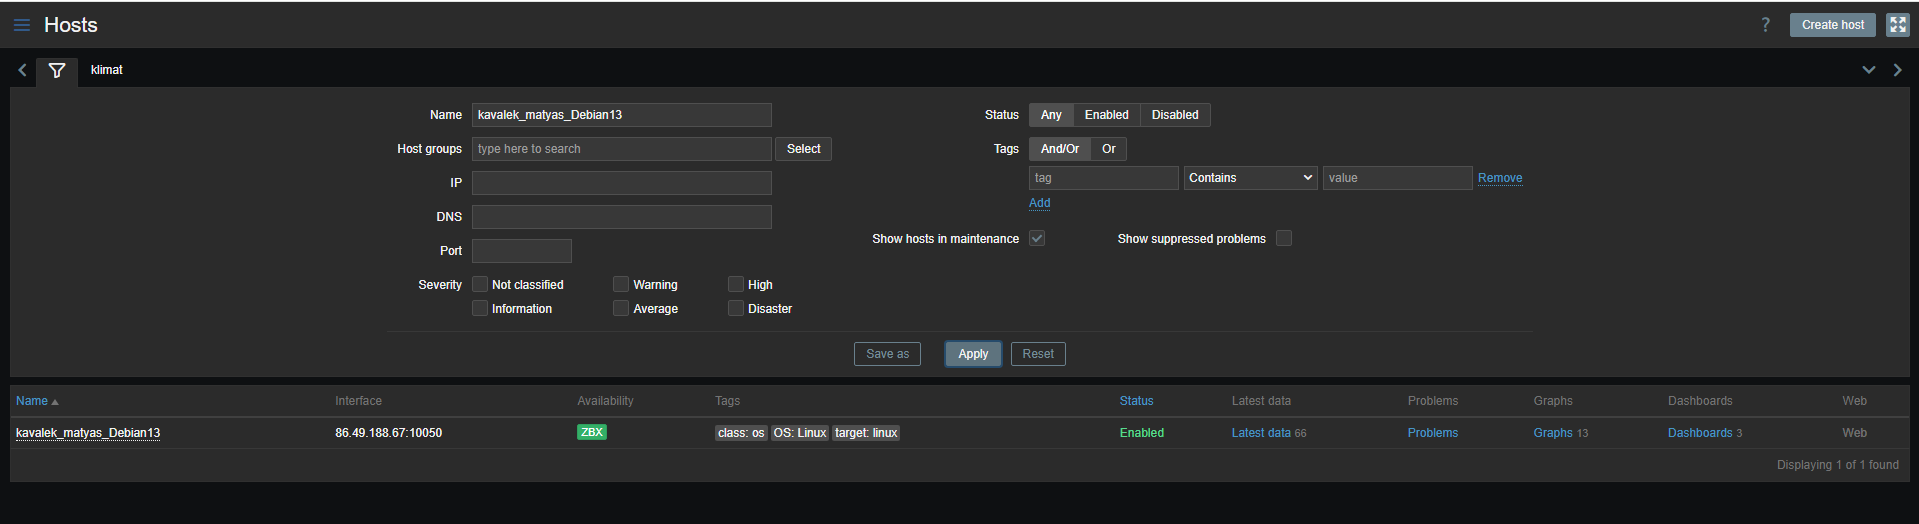 Hosts
? Create host
klimat
Name kavalek_matyas_Debian13 Status Any Enabled Disabled
Host groups type here to search Select Tags And/Or Or
IP tag Contains value Remove
DNS Add
Port Show hosts in maintenance Show suppressed problems
Severity Not classified Warning High
Information Average Disaster
Save as Apply Reset
Name Interface Availability Tags Status Latest data Problems Graphs Dashboards Web
kavalek_matyas_Debian13 86.49.188.67:10050 ZBX class: os OS: Linux target: linux Enabled Latest data 66 Problems Graphs 13 Dashboards 3 Web
Displaying 1 of 1 found